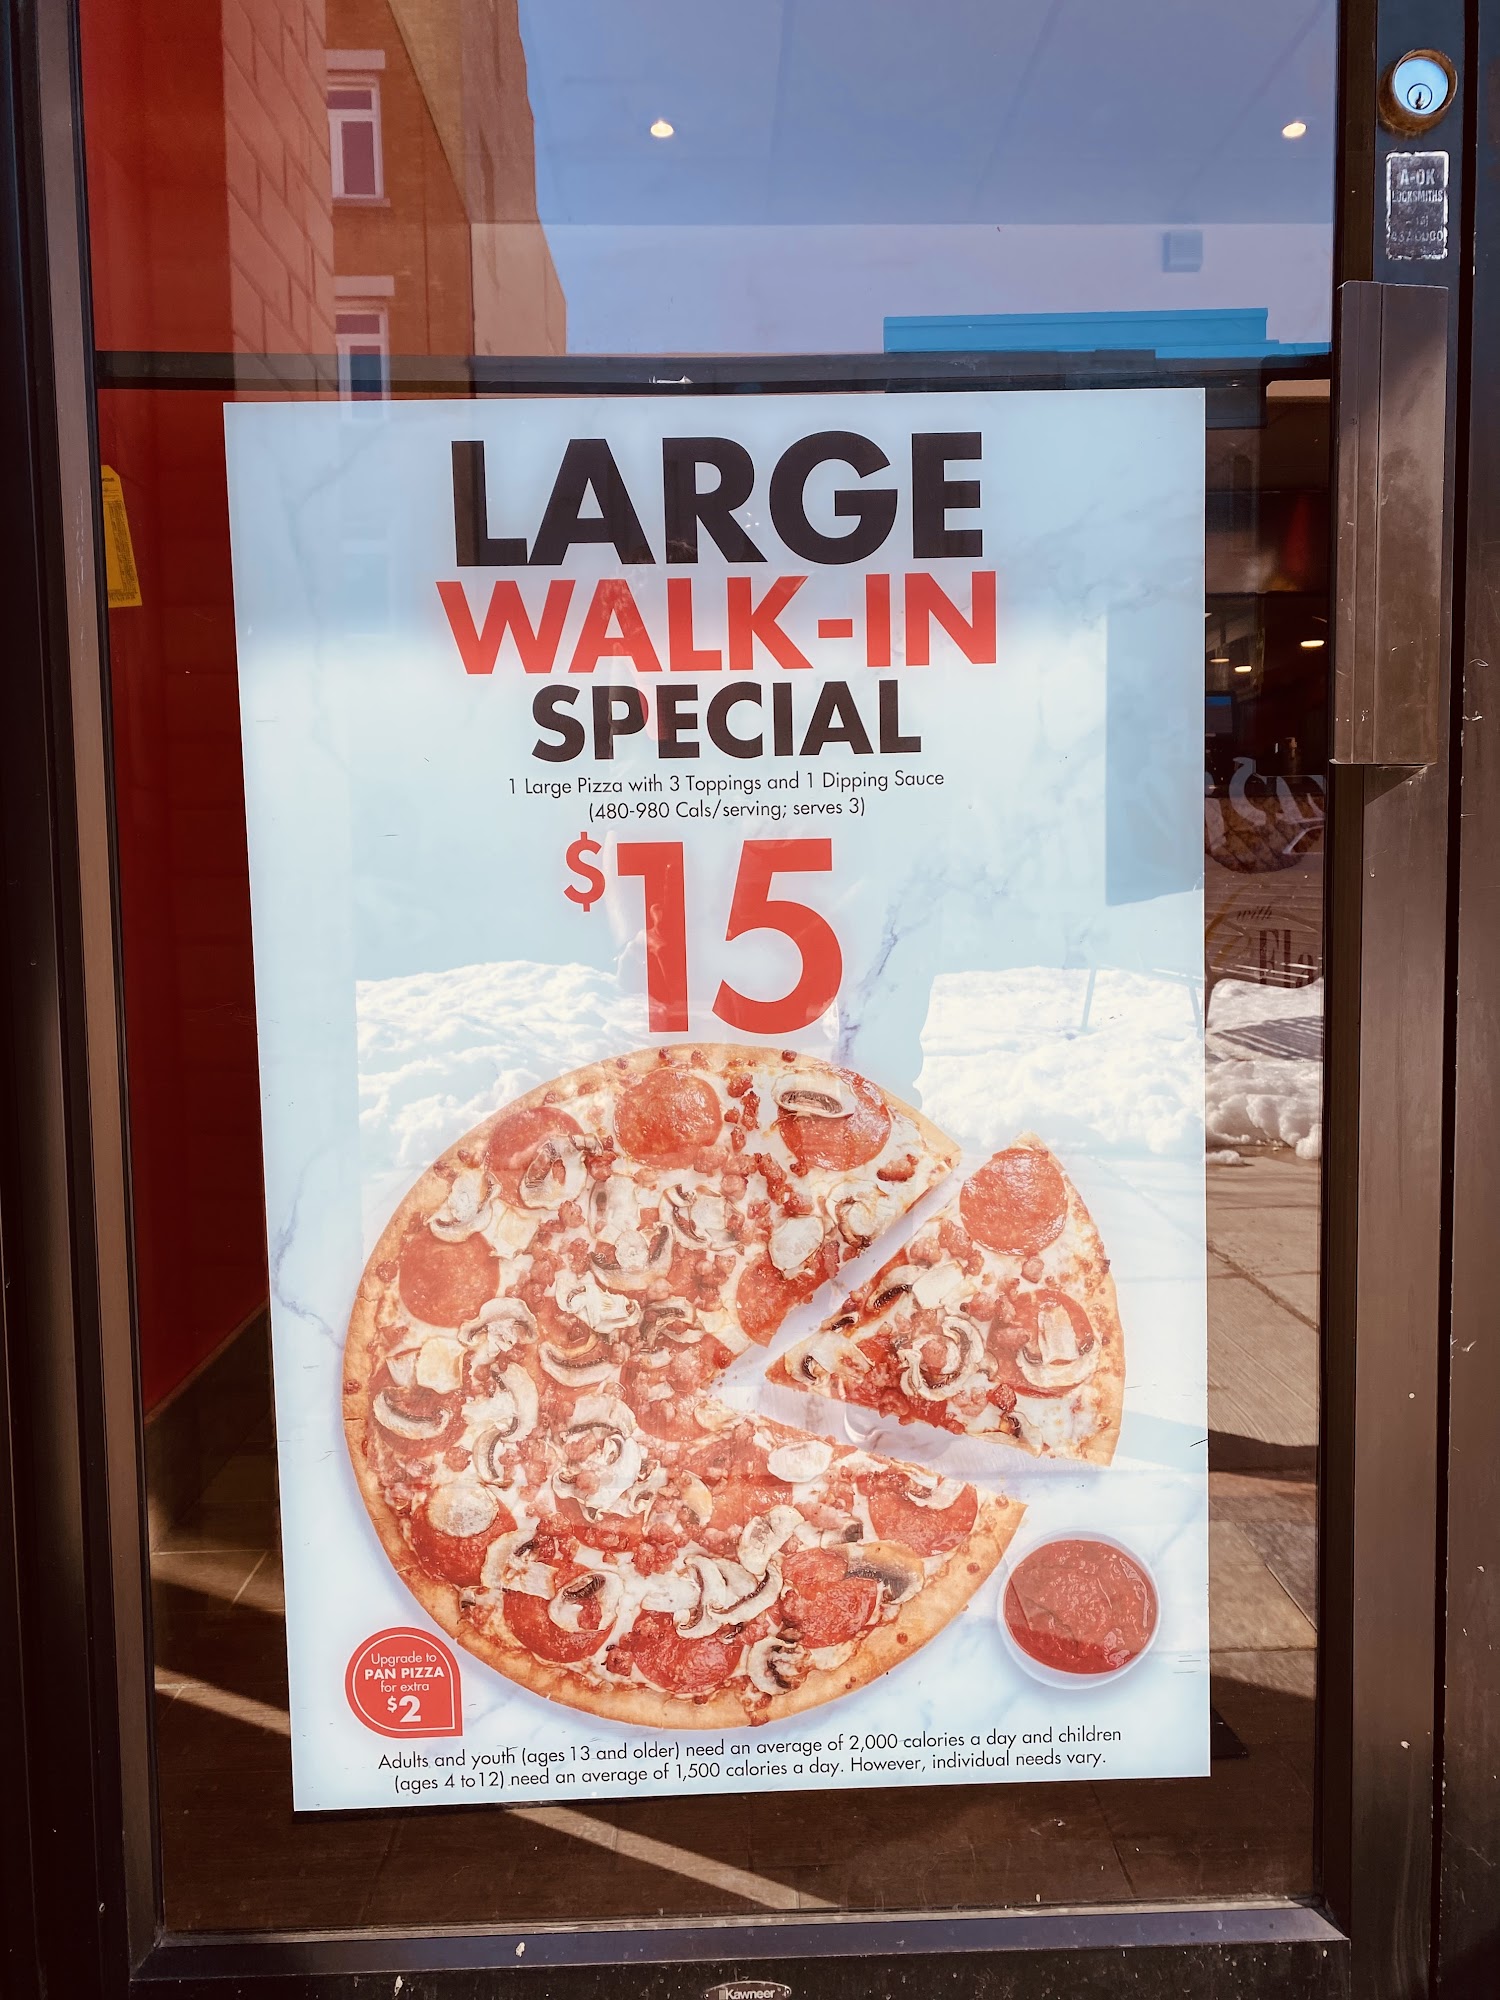 A-OK
LOCKSMITHS
LARGE
WALK-IN
SPECIAL
1 Large Pizza with 3 Toppings and 1 Dipping Sauce
(480-980 Cals/serving; serves 3)
$15
with
Upgrade to
PAN PIZZA
for extra
$2
Adults and youth (ages 13 and older) need an average of 2,000 calories a day and children
(ages 4 to 12) need an average of 1,500 calories a day. However, individual needs vary.
Kawneer